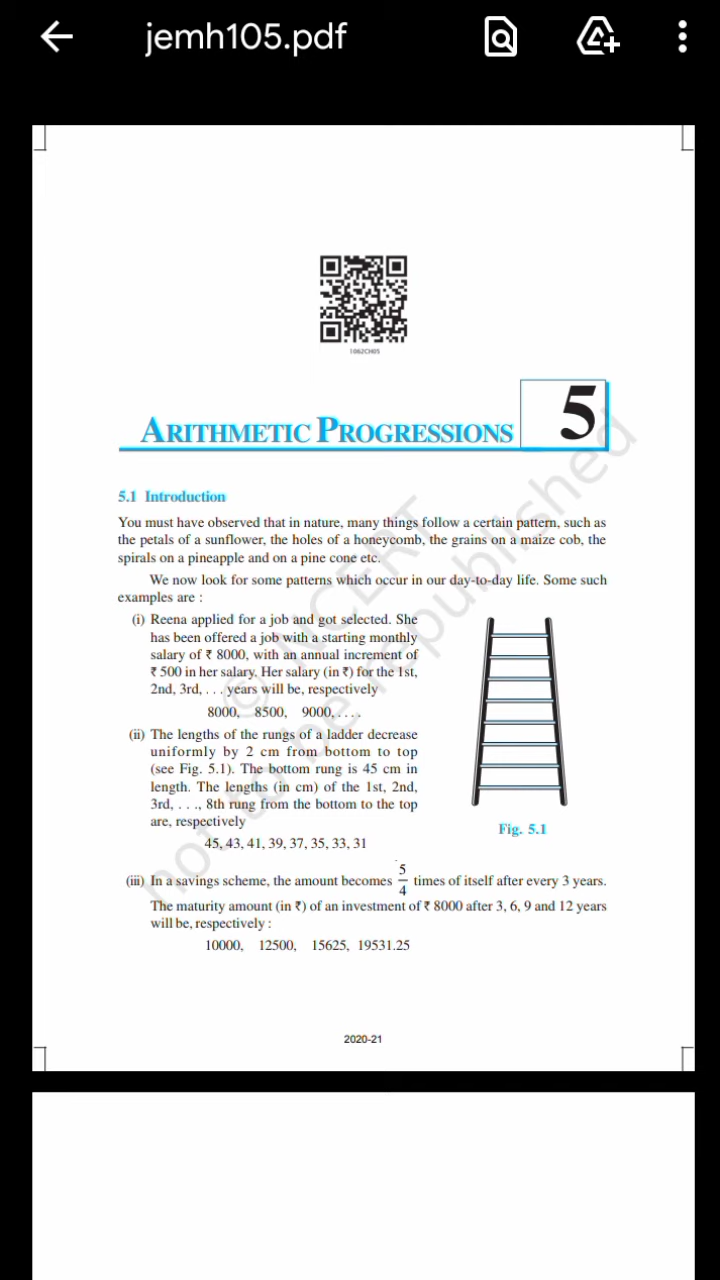 jemh105.pdf
1062CH05
ARITHMETIC PROGRESSIONS
5
5.1 Introduction
You must have observed that in nature, many things follow a certain pattern, such as
the petals of a sunflower, the holes of a honeycomb, the grains on a maize cob, the
spirals on a pineapple and on a pine cone etc.
We now look for some patterns which occur in our day-to-day life. Some such
examples are :
(i) Reena applied for a job and got selected. She
has been offered a job with a starting monthly
salary of ₹ 8000, with an annual increment of
₹ 500 in her salary. Her salary (in ₹) for the 1st,
2nd, 3rd, . . . years will be, respectively
8000, 8500, 9000, . . . .
(ii) The lengths of the rungs of a ladder decrease
uniformly by 2 cm from bottom to top
(see Fig. 5.1). The bottom rung is 45 cm in
length. The lengths (in cm) of the 1st, 2nd,
3rd, . . ., 8th rung from the bottom to the top
are, respectively
45, 43, 41, 39, 37, 35, 33, 31
Fig. 5.1
(iii) In a savings scheme, the amount becomes 5/4 times of itself after every 3 years.
The maturity amount (in ₹) of an investment of ₹ 8000 after 3, 6, 9 and 12 years
will be, respectively :
10000, 12500, 15625, 19531.25
© NCERT
not to be republished
2020-21